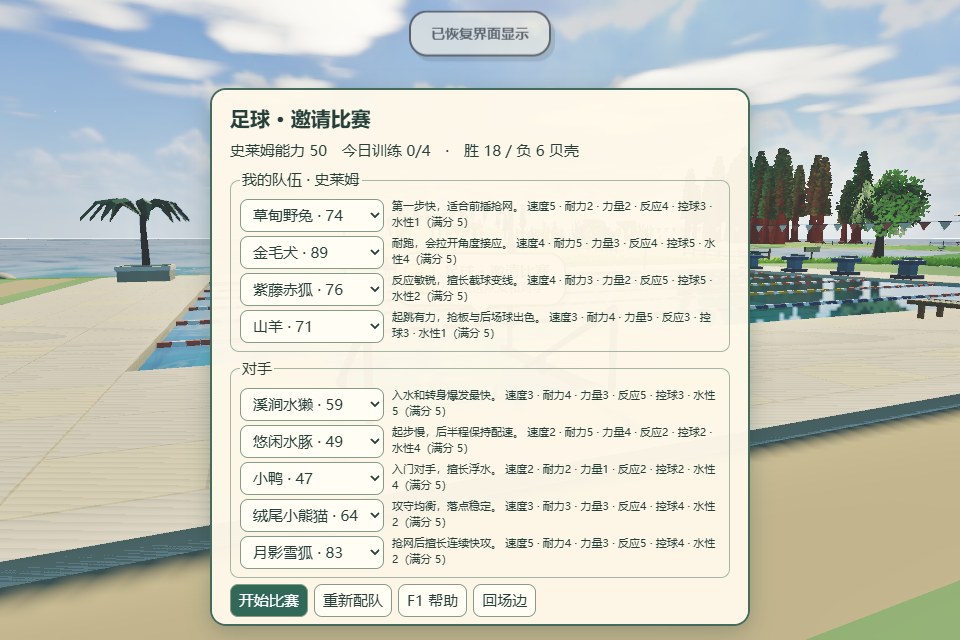 已恢复界面显示
足球·邀请比赛
史莱姆能力 50 今日训练 0/4 · 胜 18 / 负 6 贝壳
我的队伍 · 史莱姆
草甸野兔 · 74
第一步快，适合前插抢网。 速度5 · 耐力2 · 力量2 · 反应4 · 控球3 ·
水性1（满分 5）
金毛犬 · 89
耐跑，会拉开角度接应。 速度4 · 耐力5 · 力量3 · 反应4 · 控球5 · 水
性4（满分 5）
紫藤赤狐 · 76
反应敏锐，擅长截球变线。 速度4 · 耐力3 · 力量2 · 反应5 · 控球5 ·
水性2（满分 5）
山羊 · 71
起跳有力，抢板与后场球出色。 速度3 · 耐力4 · 力量5 · 反应3 · 控
球3 · 水性1（满分 5）
对手
溪涧水獭 · 59
入水和转身爆发最快。 速度3 · 耐力4 · 力量3 · 反应5 · 控球3 · 水性
5（满分 5）
悠闲水豚 · 49
起步慢，后半程保持配速。 速度2 · 耐力5 · 力量4 · 反应2 · 控球2 ·
水性4（满分 5）
小鸭 · 47
入门对手，擅长浮水。 速度2 · 耐力2 · 力量1 · 反应2 · 控球2 · 水性
4（满分 5）
绒尾小熊猫 · 64
攻守均衡，落点稳定。 速度3 · 耐力3 · 力量3 · 反应4 · 控球4 · 水性
2（满分 5）
月影雪狐 · 83
抢网后擅长连续快攻。 速度5 · 耐力4 · 力量3 · 反应5 · 控球4 · 水性
2（满分 5）
开始比赛 重新配队 F1 帮助 回场边